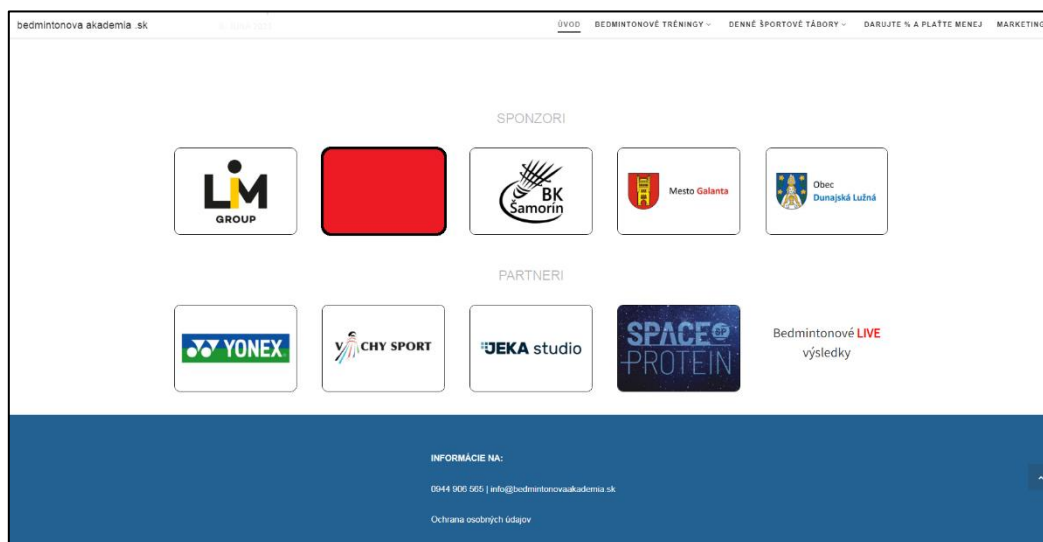 bedmintonova akademia .sk
ÚVOD BEDMINTONOVÉ TRÉNINGY DENNÉ ŠPORTOVÉ TÁBORY DARUJTE % A PLAŤTE MENEJ MARKETING
SPONZORI
LiM
GROUP
BK
Šamorín
Mesto Galanta
Obec
Dunajská Lužná
PARTNERI
YONEX
CHY SPORT
JEKA studio
SPACE SP
PROTEIN
Bedmintonové LIVE
výsledky
INFORMÁCIE NA:
0944 906 565 | info@bedmintonovaakademia.sk
Ochrana osobných údajov